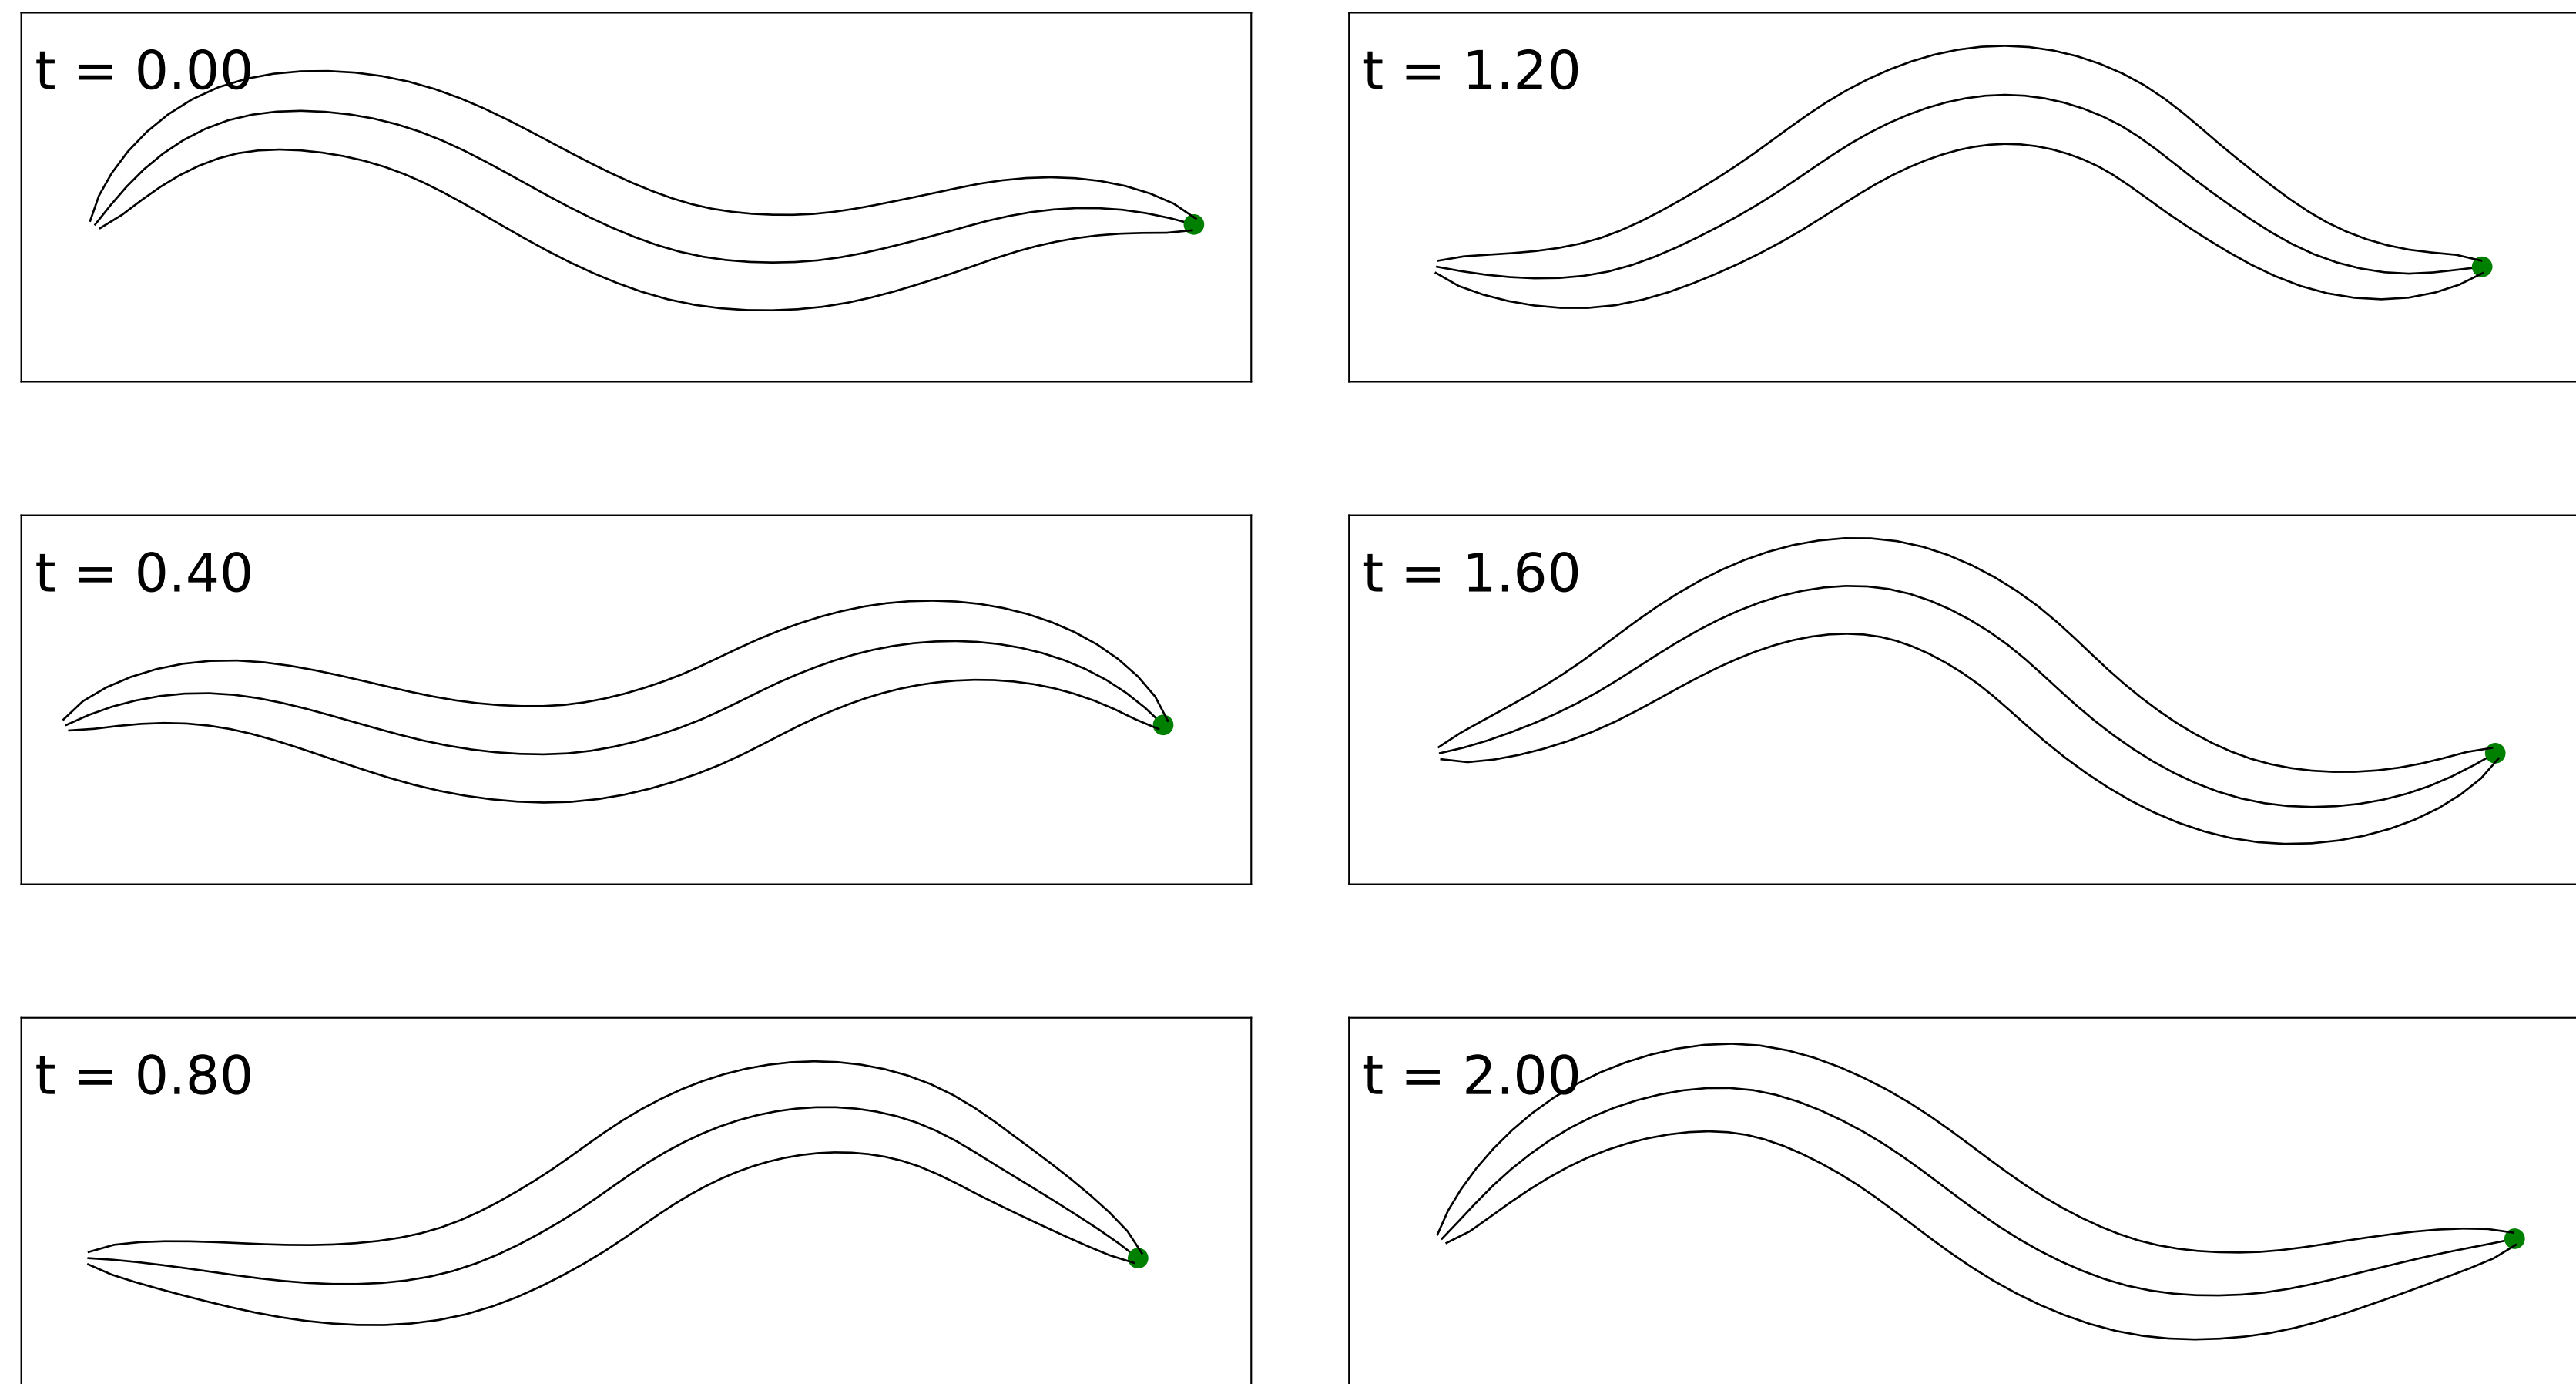 t = 0.00
t = 0.40
t = 0.80
t = 1.20
t = 1.60
t = 2.00